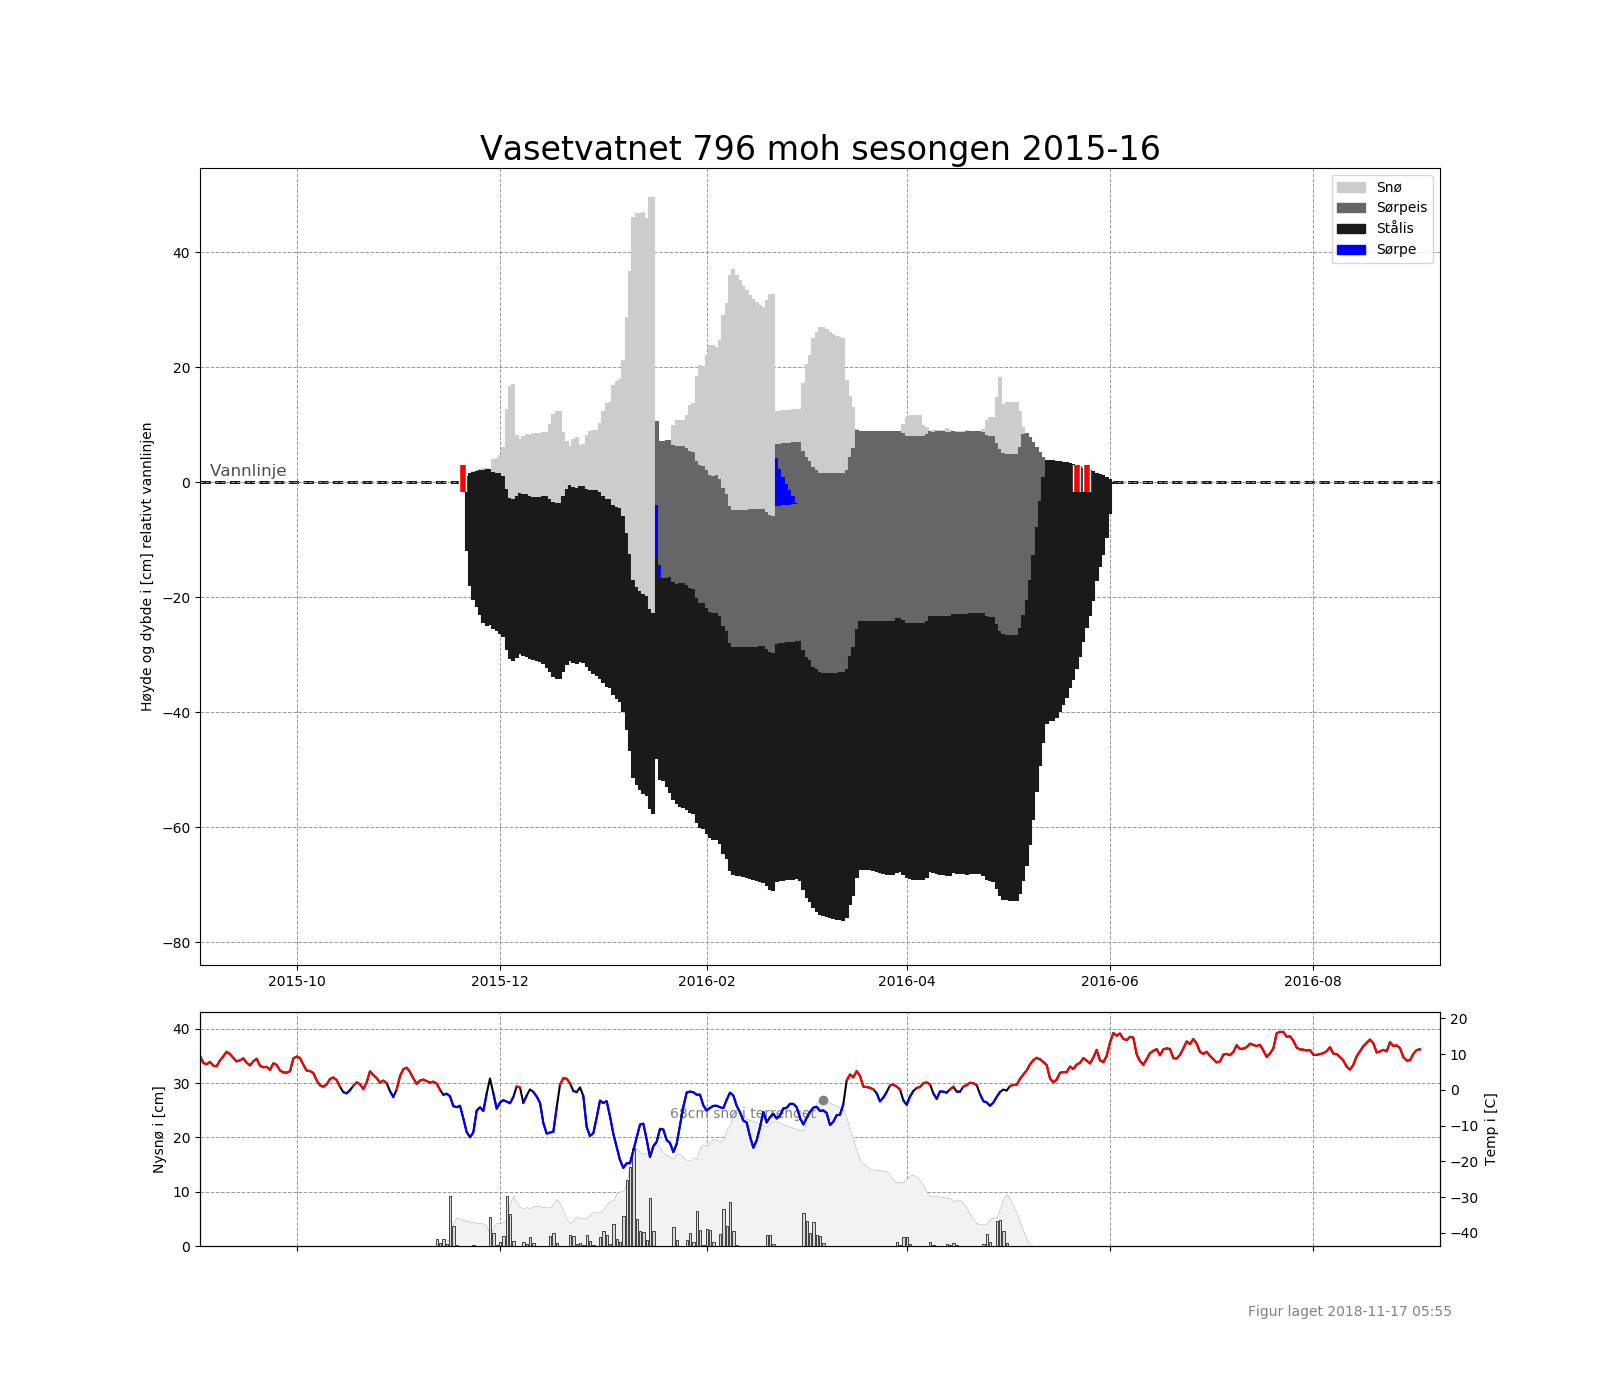 Vasetvatnet 796 moh sesongen 2015-16
Snø
Sørpeis
Stålis
Sørpe
Høyde og dybde i [cm] relativt vannlinjen
40
20
0
−20
−40
−60
−80
Vannlinje
2015-10 2015-12 2016-02 2016-04 2016-06 2016-08
Nysnø i [cm]
40
30
20
10
0
68cm snø i terrenget
20
10
0
−10
−20
−30
−40
Temp i [C]
Figur laget 2018-11-17 05:55